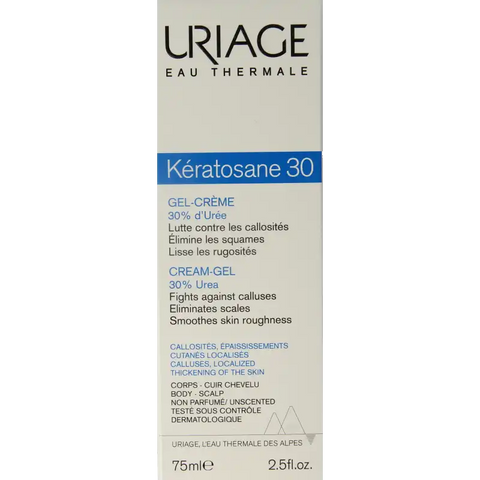 URIAGE
EAU THERMALE
Kératosane 30
GEL-CRÈME
30% d'Urée
Lutte contre les callosités
Élimine les squames
Lisse les rugosités
CREAM-GEL
30% Urea
Fights against calluses
Eliminates scales
Smoothes skin roughness
CALLOSITÉS, ÉPAISSISSEMENTS
CUTANÉS LOCALISÉS
CALLUSES, LOCALIZED
THICKENING OF THE SKIN
CORPS - CUIR CHEVELU
BODY - SCALP
NON PARFUMÉ/ UNSCENTED
TESTÉ SOUS CONTRÔLE
DERMATOLOGIQUE
URIAGE, L'EAU THERMALE DES ALPES
75ml℮ 2.5fl.oz.